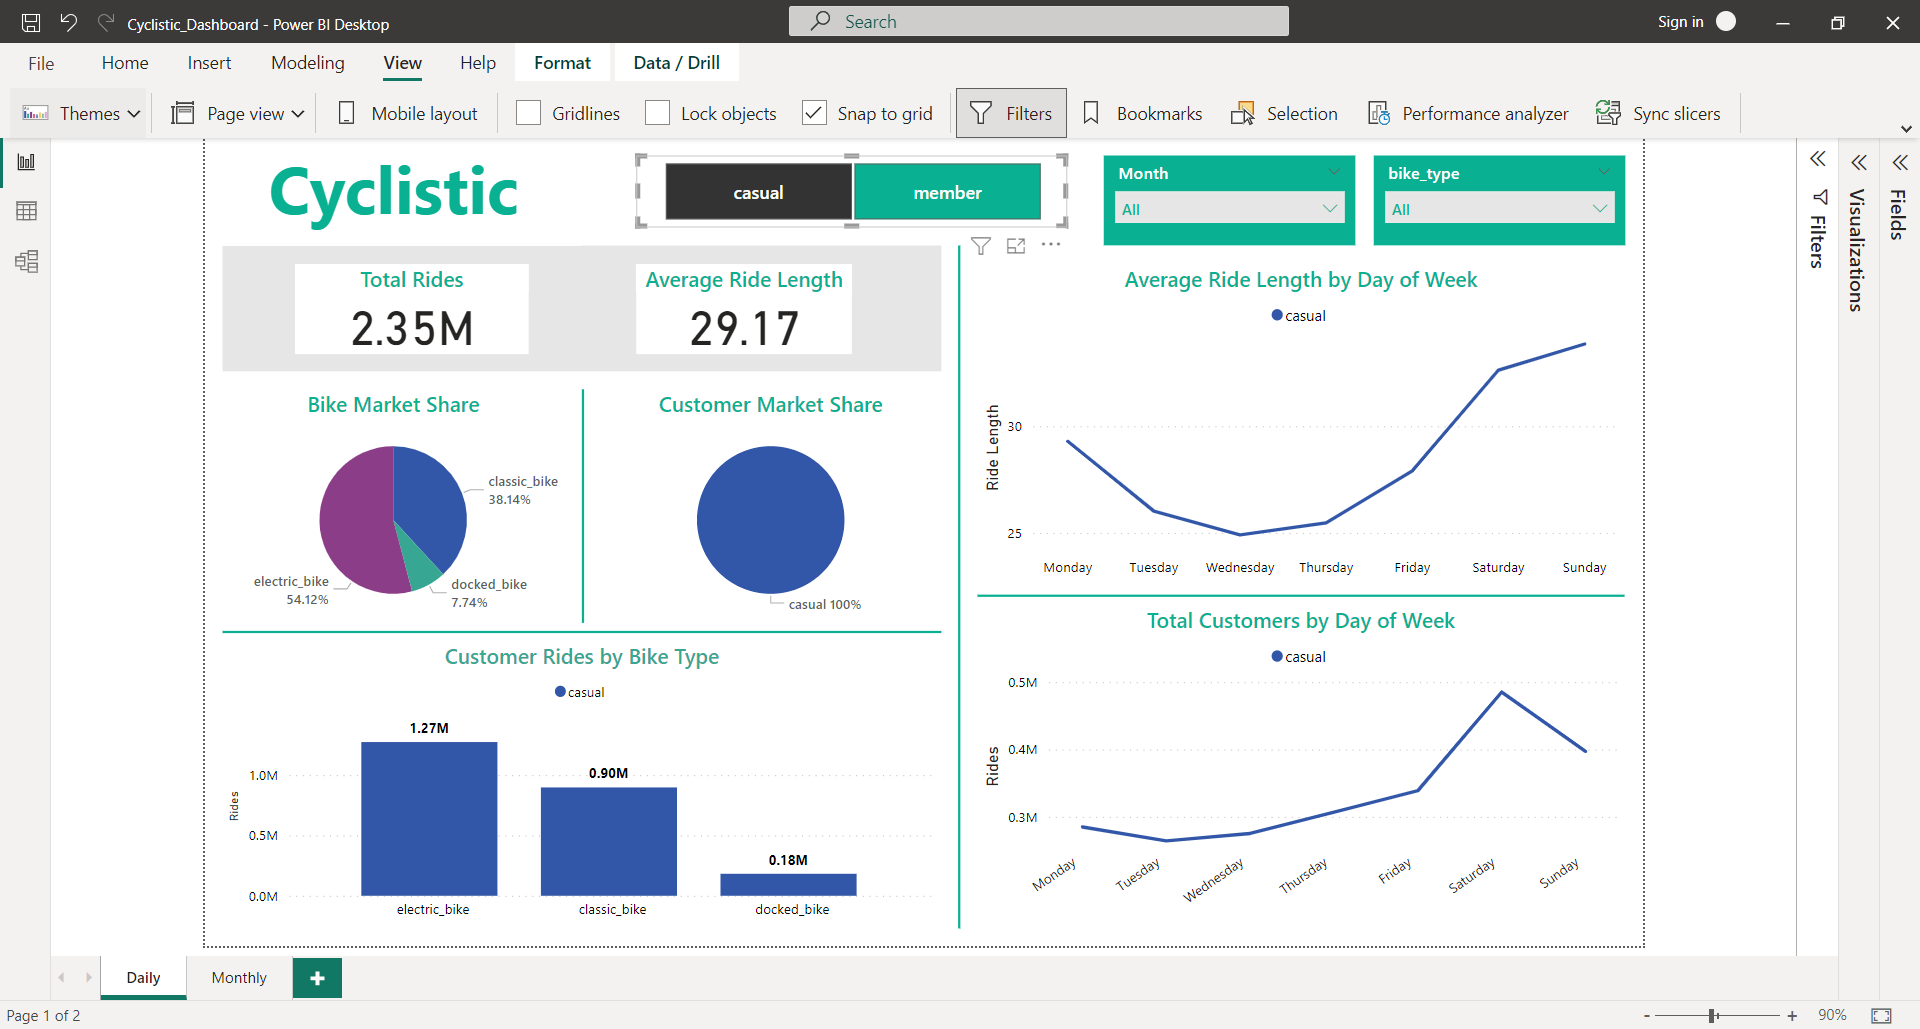 Cyclistic_Dashboard - Power BI Desktop
Search
Sign in
File Home Insert Modeling View Help Format Data / Drill
Themes Page view Mobile layout Gridlines Lock objects Snap to grid Filters Bookmarks Selection Performance analyzer Sync slicers
Cyclistic
casual member
Month
All
bike_type
All
Filters
Visualizations
Fields
Total Rides
2.35M
Average Ride Length
29.17
Bike Market Share
classic_bike
38.14%
electric_bike
54.12%
docked_bike
7.74%
Customer Market Share
casual 100%
Customer Rides by Bike Type
casual
Rides
1.0M
0.5M
0.0M
1.27M
0.90M
0.18M
electric_bike classic_bike docked_bike
Average Ride Length by Day of Week
casual
Ride Length
30
25
Monday Tuesday Wednesday Thursday Friday Saturday Sunday
Total Customers by Day of Week
casual
Rides
0.5M
0.4M
0.3M
Monday Tuesday Wednesday Thursday Friday Saturday Sunday
Daily Monthly +
Page 1 of 2
- + 90%